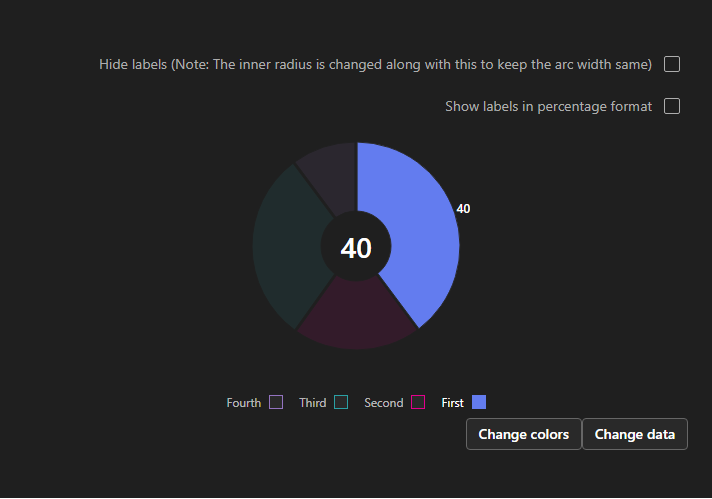 Hide labels (Note: The inner radius is changed along with this to keep the arc width same)
Show labels in percentage format
40
40
Fourth Third Second First
Change colors Change data